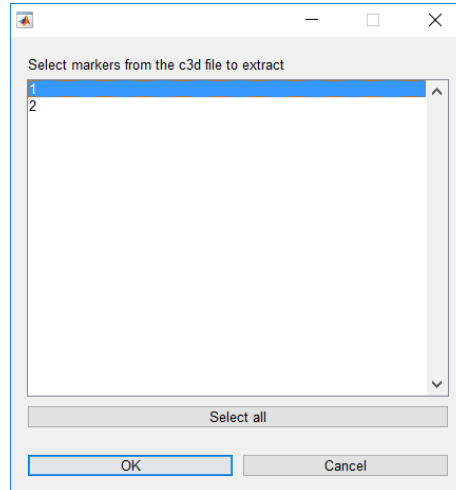 Select markers from the c3d file to extract
1
2
Select all
OK
Cancel